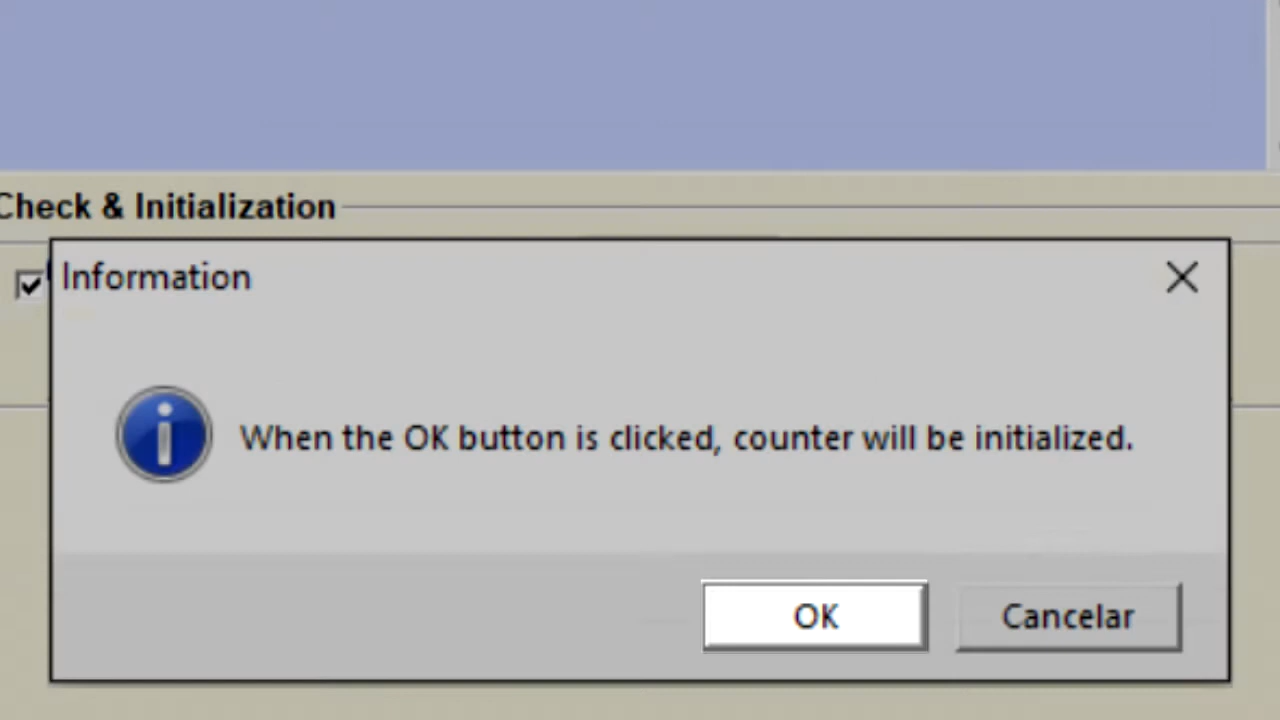 Check & Initialization
Information
When the OK button is clicked, counter will be initialized.
OK
Cancelar